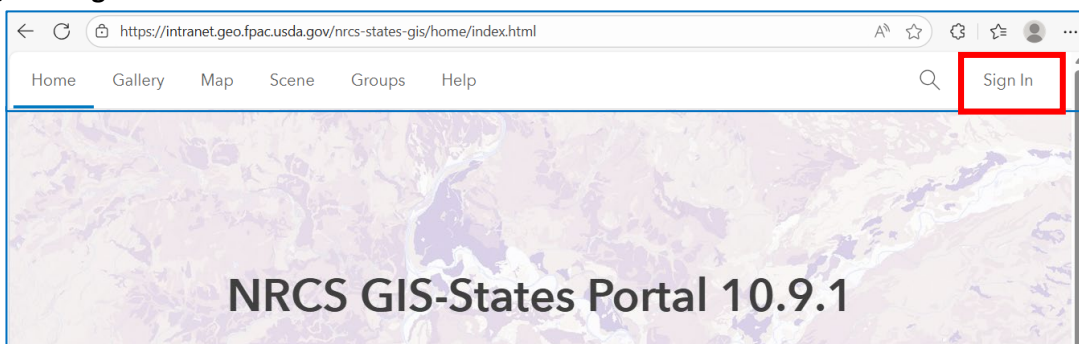 https://intranet.geo.fpac.usda.gov/nrcs-states-gis/home/index.html
Home Gallery Map Scene Groups Help Sign In
NRCS GIS-States Portal 10.9.1